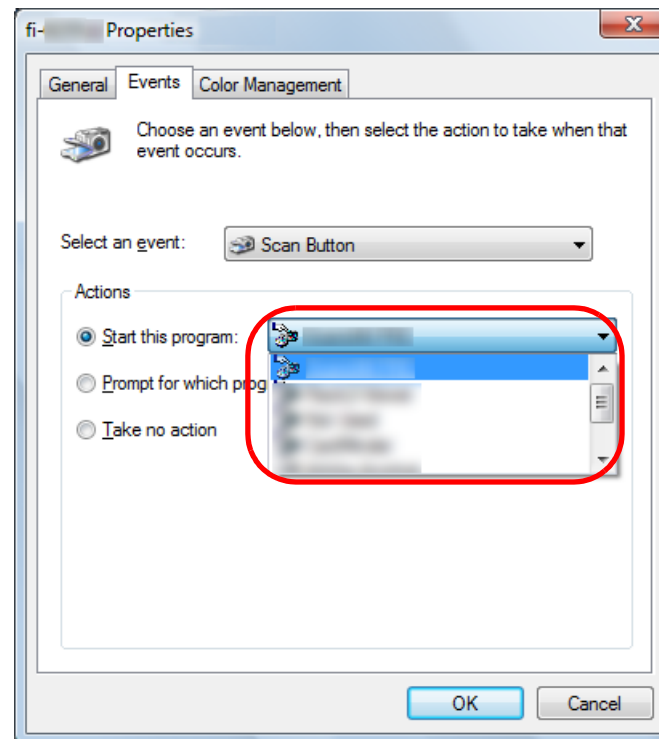 fi- Properties
General Events Color Management
Choose an event below, then select the action to take when that
event occurs.
Select an event: Scan Button
Actions
Start this program:
Prompt for which prog
Take no action
OK Cancel